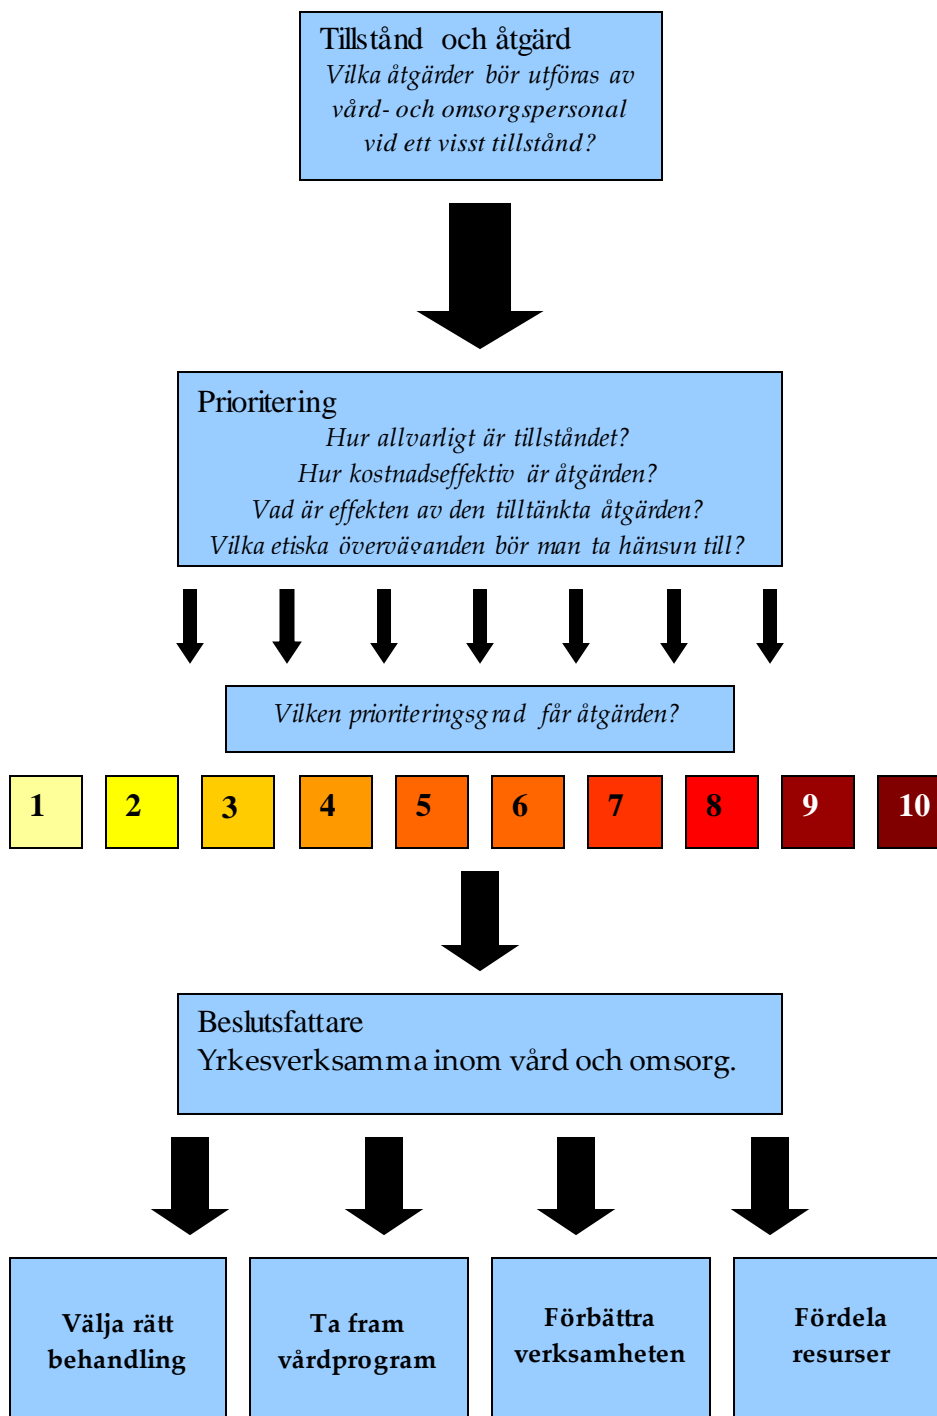 Tillstånd och åtgärd
Vilka åtgärder bör utföras av
vård- och omsorgspersonal
vid ett visst tillstånd?
Prioritering
Hur allvarligt är tillståndet?
Hur kostnadseffektiv är åtgärden?
Vad är effekten av den tilltänkta åtgärden?
Vilka etiska överväganden bör man ta hänsyn till?
Vilken prioriteringsgrad får åtgärden?
1 2 3 4 5 6 7 8 9 10
Beslutsfattare
Yrkesverksamma inom vård och omsorg.
Välja rätt
behandling
Ta fram
vårdprogram
Förbättra
verksamheten
Fördela
resurser